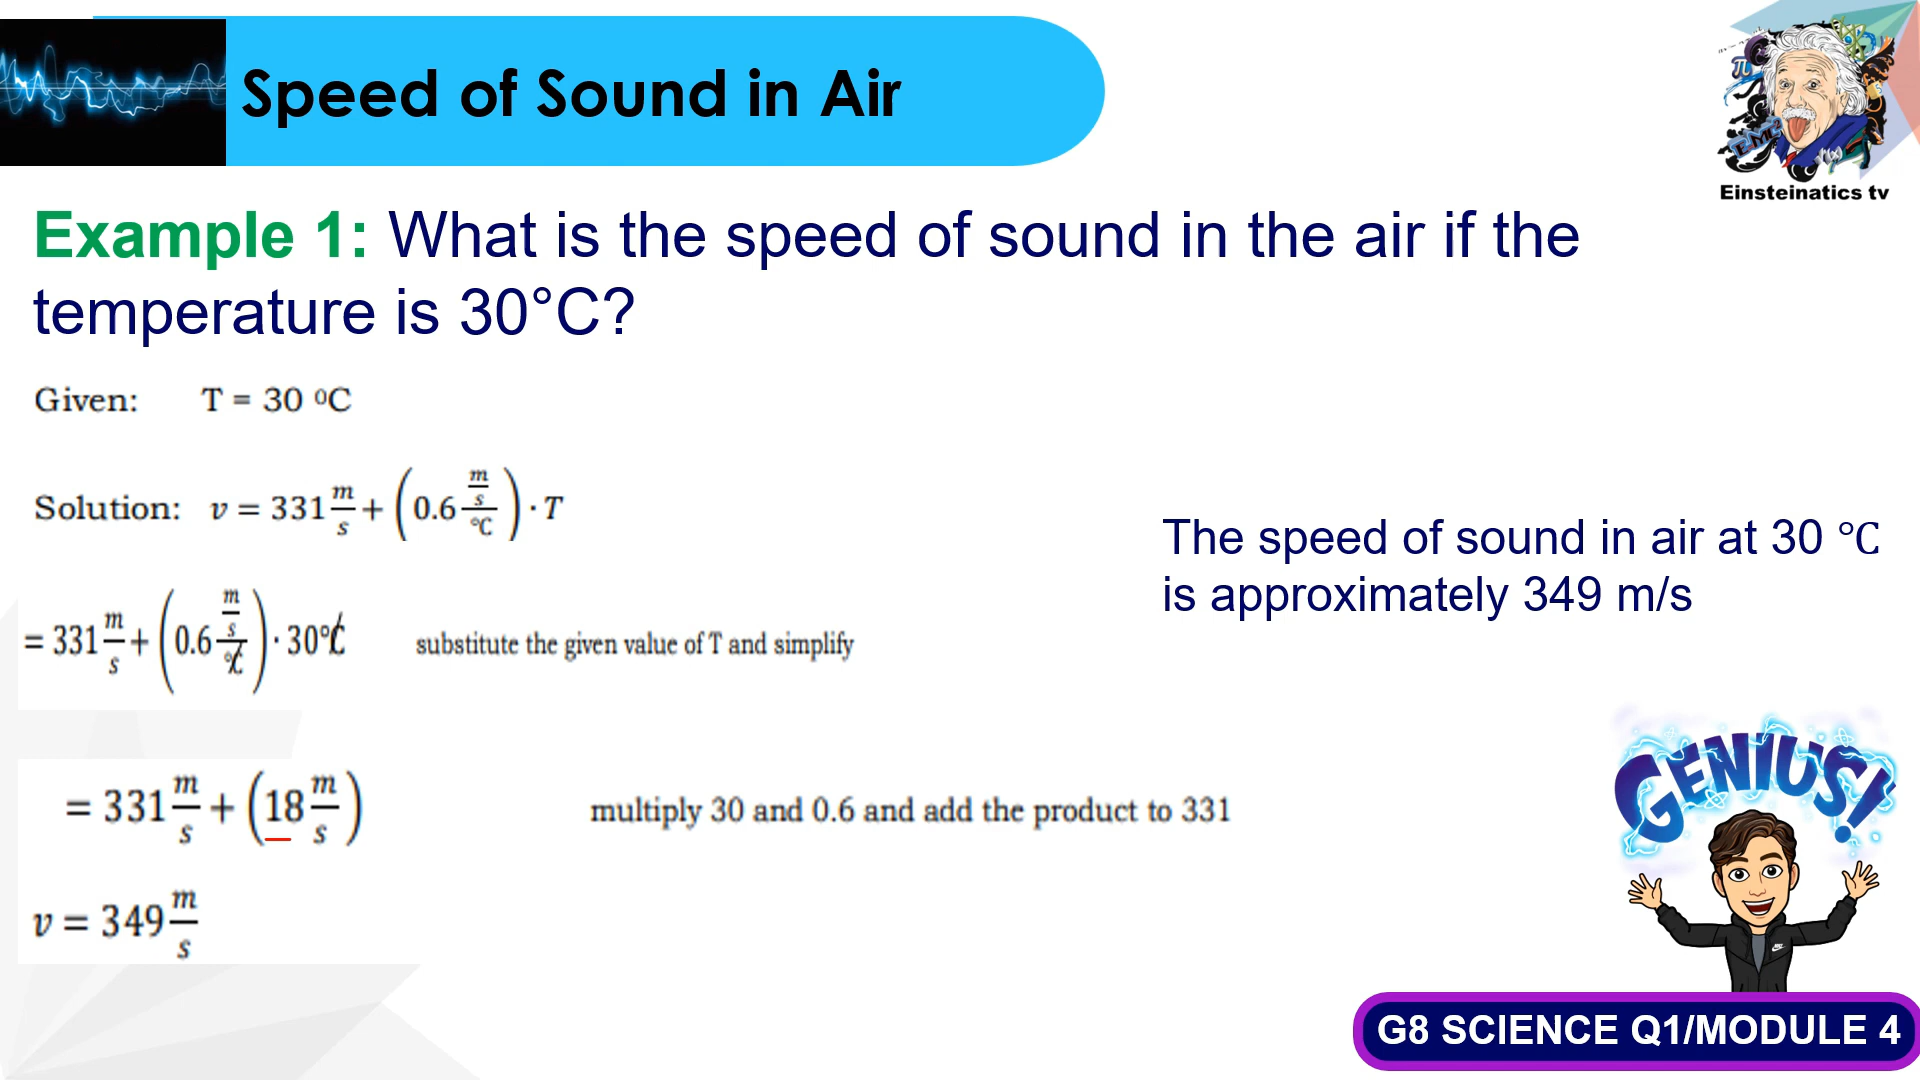 Speed of Sound in Air
Einsteinatics tv
Example 1: What is the speed of sound in the air if the
temperature is 30°C?
Given: T = 30 ⁰C
Solution: v = 331 m/s + (0.6 (m/s)/°C) · T
= 331 m/s + (0.6 (m/s)/°C) · 30°C substitute the given value of T and simplify
The speed of sound in air at 30 °C
is approximately 349 m/s
= 331 m/s + (18 m/s) multiply 30 and 0.6 and add the product to 331
v = 349 m/s
GENIUS!
G8 SCIENCE Q1/MODULE 4